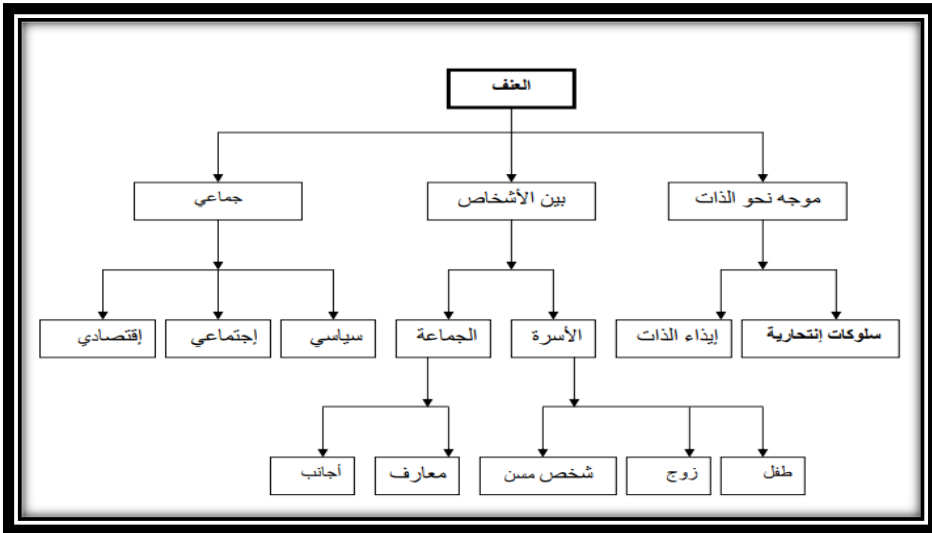 العنف
موجه نحو الذات
بين الأشخاص
جماعي
سلوكات إنتحارية
إيذاء الذات
الأسرة
الجماعة
سياسي
إجتماعي
إقتصادي
طفل
زوج
شخص مسن
معارف
أجانب